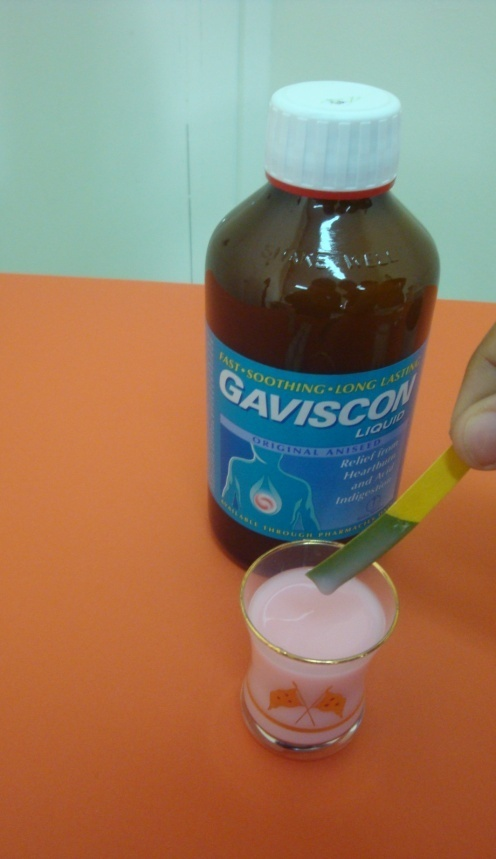 SHAKE WELL
FAST • SOOTHING • LONG LASTING
GAVISCON
LIQUID
ORIGINAL ANISEED
Relief from
Heartburn
and Acid
Indigestion
AVAILABLE THROUGH PHARMACIES